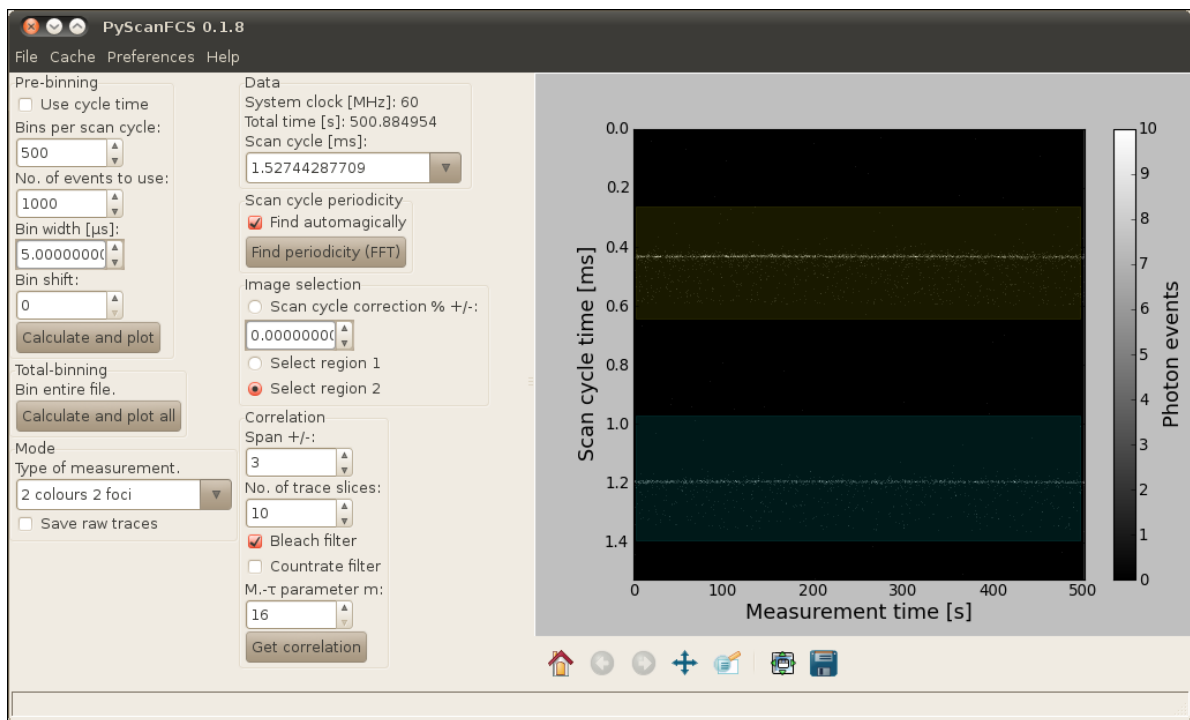 PyScanFCS 0.1.8
File Cache Preferences Help
Pre-binning
Use cycle time
Bins per scan cycle:
500
No. of events to use:
1000
Bin width [µs]:
5.00000000
Bin shift:
0
Calculate and plot
Total-binning
Bin entire file.
Calculate and plot all
Mode
Type of measurement.
2 colours 2 foci
Save raw traces
Data
System clock [MHz]: 60
Total time [s]: 500.884954
Scan cycle [ms]:
1.52744287709
Scan cycle periodicity
Find automagically
Find periodicity (FFT)
Image selection
Scan cycle correction % +/-:
0.00000000
Select region 1
Select region 2
Correlation
Span +/-:
3
No. of trace slices:
10
Bleach filter
Countrate filter
M.-τ parameter m:
16
Get correlation
Scan cycle time [ms]
0.0
0.2
0.4
0.6
0.8
1.0
1.2
1.4
0 100 200 300 400 500
Measurement time [s]
10
9
8
7
6
5
4
3
2
1
0
Photon events